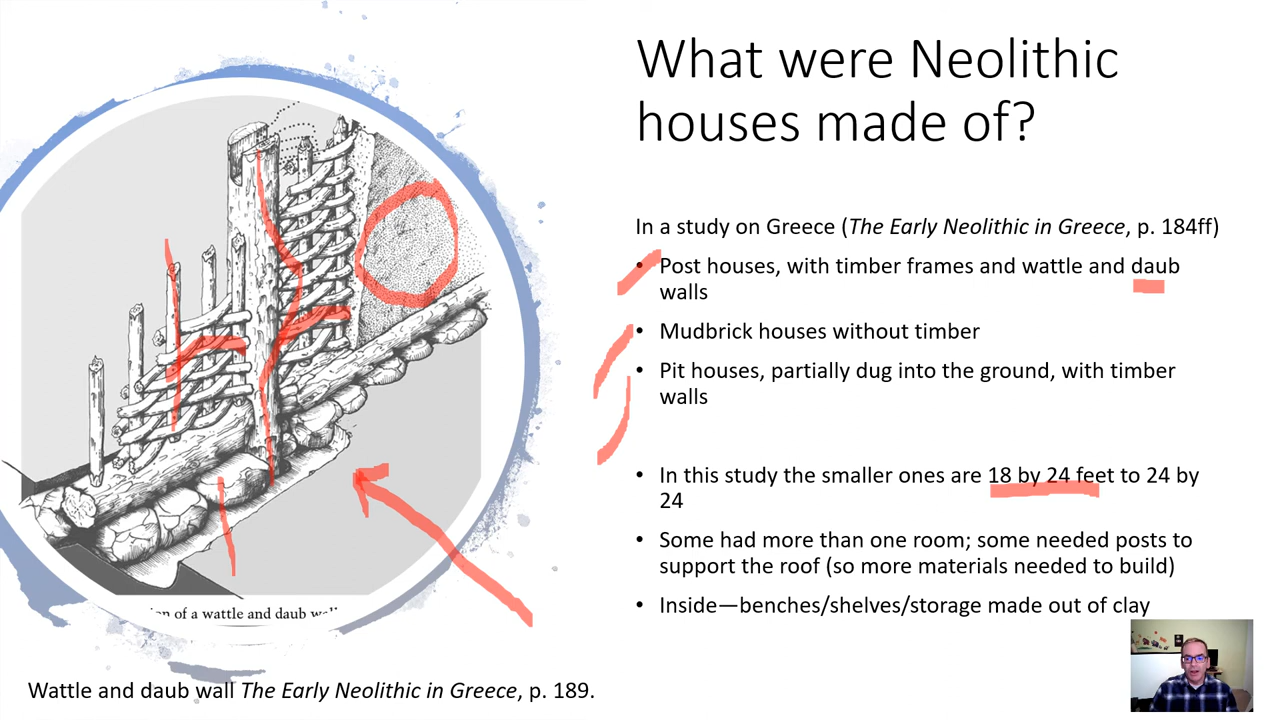 What were Neolithic
houses made of?
In a study on Greece (The Early Neolithic in Greece, p. 184ff)
• Post houses, with timber frames and wattle and daub
walls
• Mudbrick houses without timber
• Pit houses, partially dug into the ground, with timber
walls
• In this study the smaller ones are 18 by 24 feet to 24 by
24
• Some had more than one room; some needed posts to
support the roof (so more materials needed to build)
• Inside—benches/shelves/storage made out of clay
of a wattle and daub
Wattle and daub wall The Early Neolithic in Greece, p. 189.